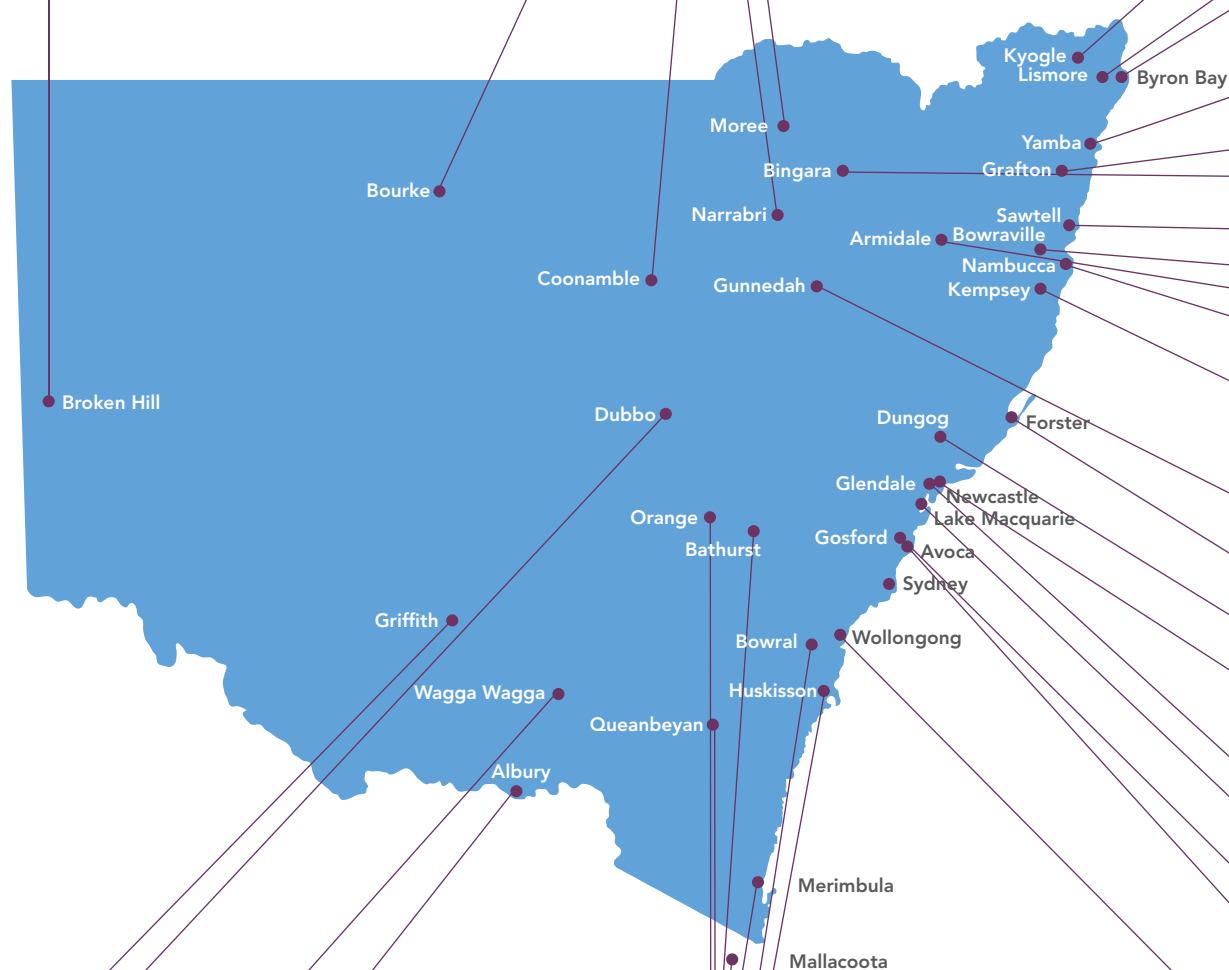 Kyogle
Lismore
Byron Bay
Moree
Yamba
Bingara
Grafton
Bourke
Narrabri
Sawtell
Armidale
Bowraville
Nambucca
Coonamble
Gunnedah
Kempsey
Broken Hill
Dubbo
Dungog
Forster
Glendale
Newcastle
Lake Macquarie
Orange
Bathurst
Gosford
Avoca
Sydney
Griffith
Bowral
Wollongong
Wagga Wagga
Huskisson
Queanbeyan
Albury
Merimbula
Mallacoota